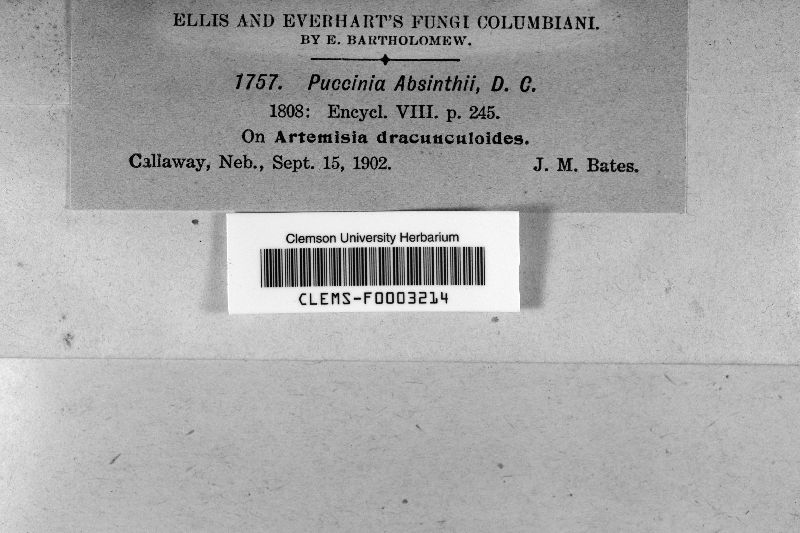 ELLIS AND EVERHART'S FUNGI COLUMBIANI.
BY E. BARTHOLOMEW.
1757. Puccinia Absinthii, D. C.
1808: Encycl. VIII. p. 245.
On Artemisia dracunculoides.
Callaway, Neb., Sept. 15, 1902. J. M. Bates.
Clemson University Herbarium
CLEMS-F0003214